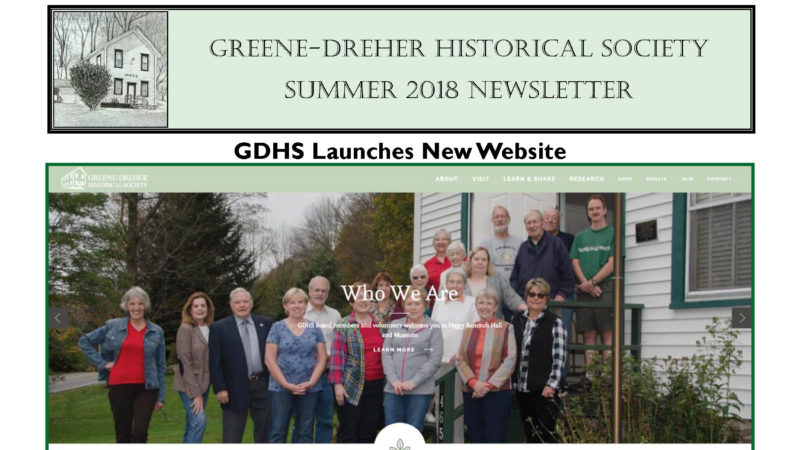 GREENE-DREHER HISTORICAL SOCIETY
SUMMER 2018 NEWSLETTER
GDHS Launches New Website
GREENE-DREHER
HISTORICAL SOCIETY
ABOUT VISIT LEARN & SHARE RESEARCH SHOP DONATE JOIN CONTACT
Who We Are
GDHS Board members and volunteers welcome you to Peggy Bancroft Hall
and Museum
LEARN MORE
465